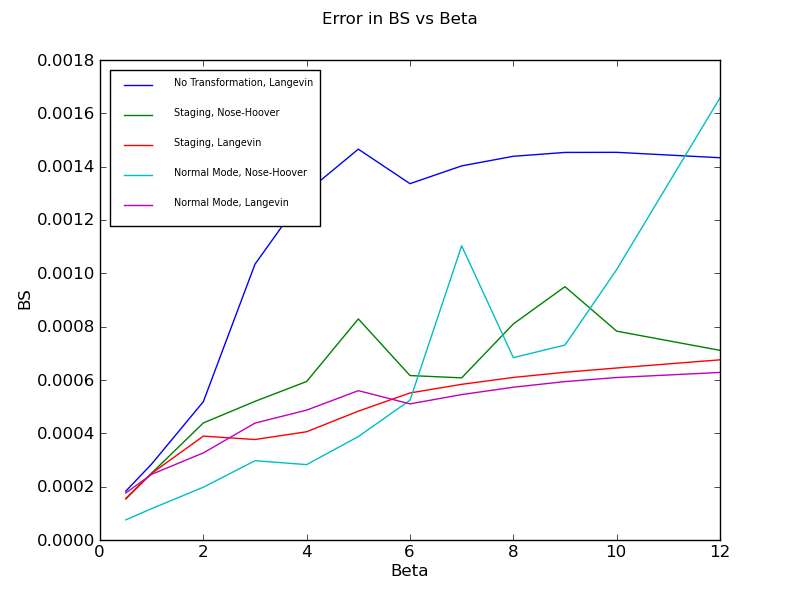 Error in BS vs Beta
0.0018
0.0016
0.0014
0.0012
0.0010
0.0008
0.0006
0.0004
0.0002
0.0000
BS
No Transformation, Langevin
Staging, Nose-Hoover
Staging, Langevin
Normal Mode, Nose-Hoover
Normal Mode, Langevin
0 2 4 6 8 10 12
Beta